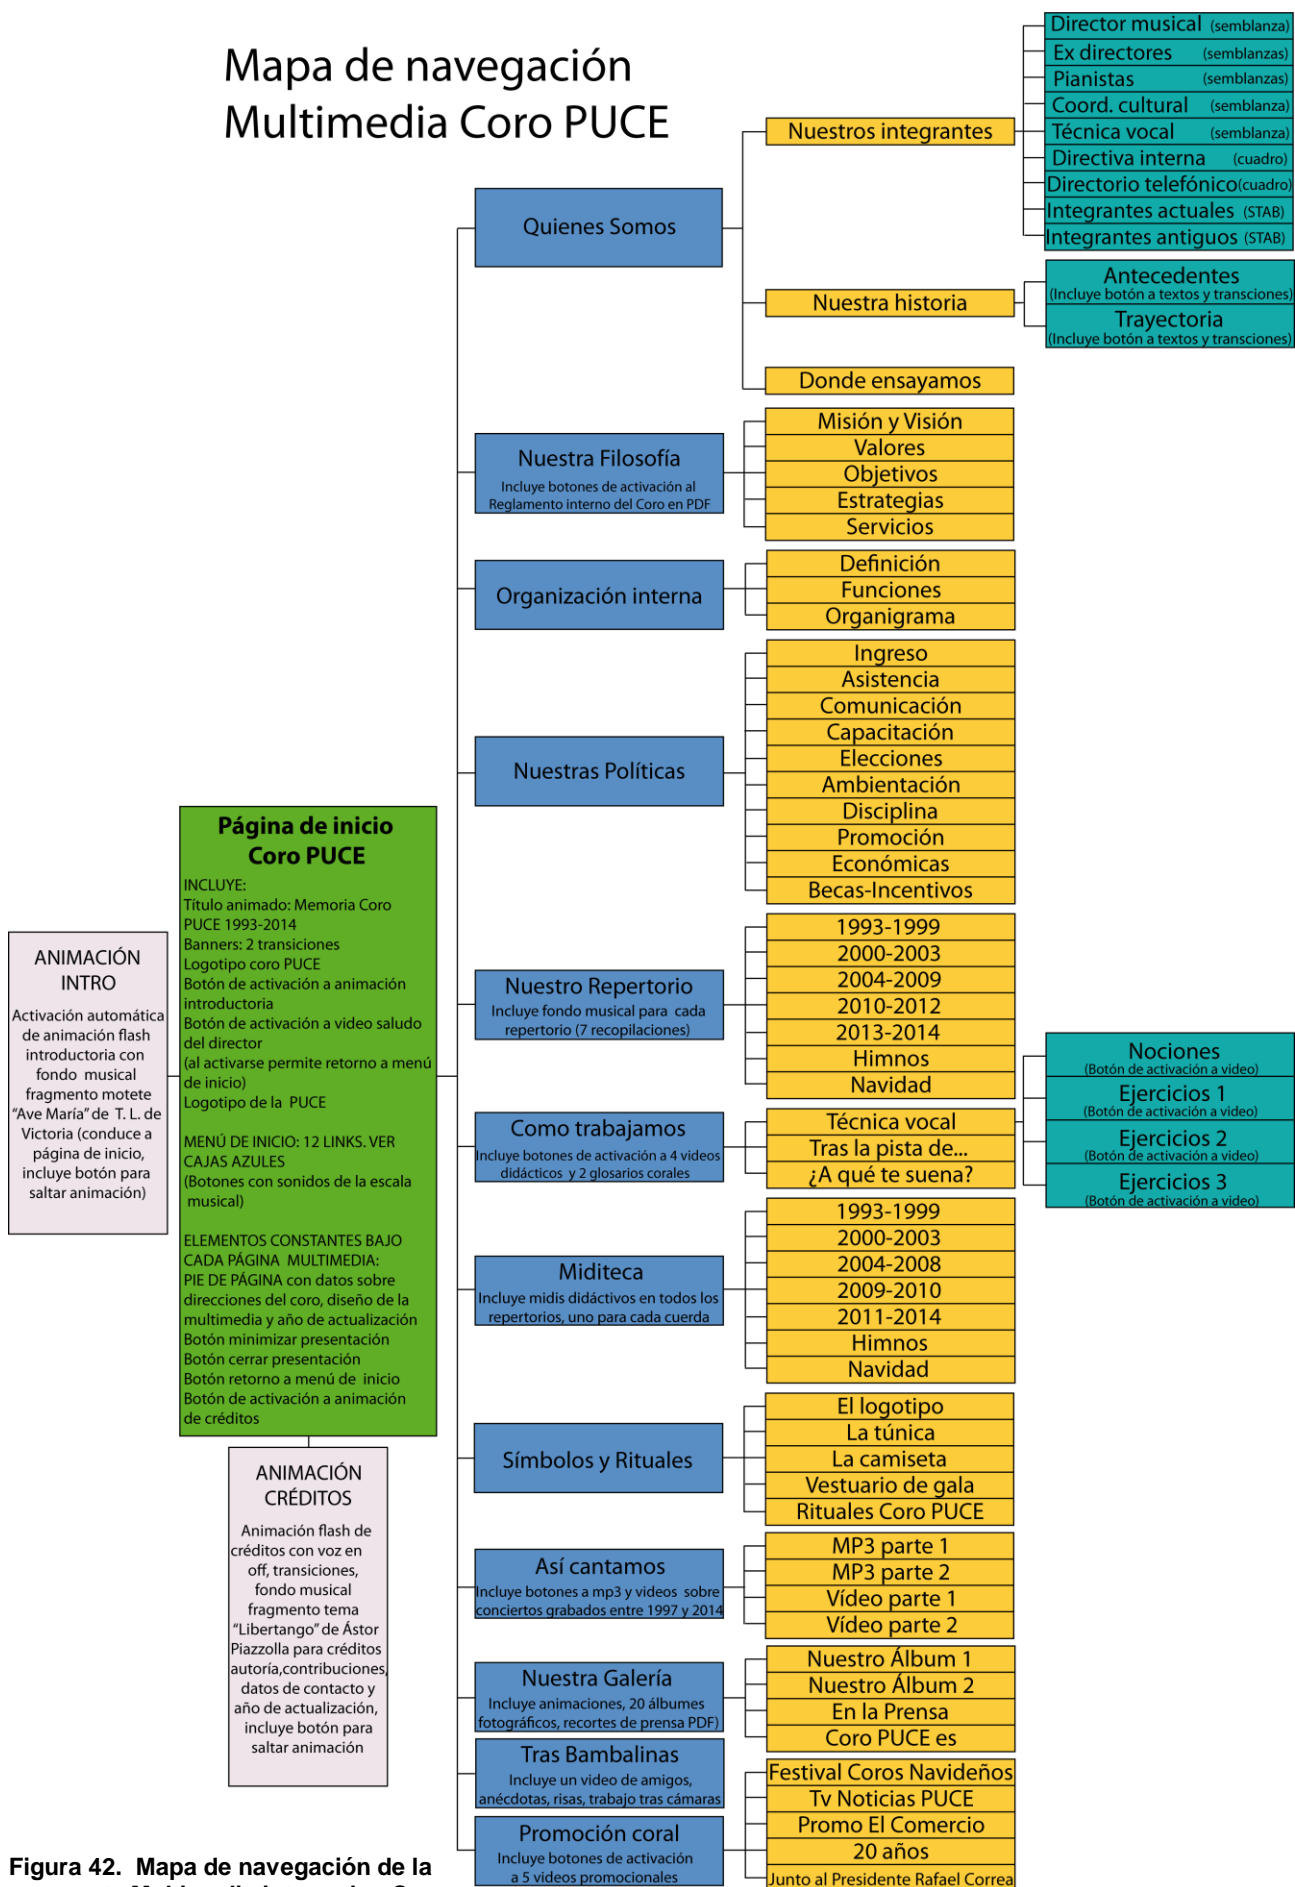 Mapa de navegación
Multimedia Coro PUCE
ANIMACIÓN
INTRO
Activación automática
de animación flash
introductoria con
fondo musical
fragmento motete
"Ave María" de T. L. de
Victoria (conduce a
página de inicio,
incluye botón para
saltar animación)
Página de inicio
Coro PUCE
INCLUYE:
Título animado: Memoria Coro
PUCE 1993-2014
Banners: 2 transiciones
Logotipo coro PUCE
Botón de activación a animación
introductoria
Botón de activación a video saludo
del director
(al activarse permite retorno a menú
de inicio)
Logotipo de la PUCE
MENÚ DE INICIO: 12 LINKS. VER
CAJAS AZULES
(Botones con sonidos de la escala
musical)
ELEMENTOS CONSTANTES BAJO
CADA PÁGINA MULTIMEDIA:
PIE DE PÁGINA con datos sobre
direcciones del coro, diseño de la
multimedia y año de actualización
Botón minimizar presentación
Botón cerrar presentación
Botón retorno a menú de inicio
Botón de activación a animación
de créditos
ANIMACIÓN
CRÉDITOS
Animación flash de
créditos con voz en
off, transiciones,
fondo musical
fragmento tema
"Libertango" de Ástor
Piazzolla para créditos
autoría,contribuciones,
datos de contacto y
año de actualización,
incluye botón para
saltar animación
Quienes Somos
Nuestros integrantes
Director musical (semblanza)
Ex directores (semblanzas)
Pianistas (semblanzas)
Coord. cultural (semblanza)
Técnica vocal (semblanza)
Directiva interna (cuadro)
Directorio telefónico(cuadro)
Integrantes actuales (STAB)
Integrantes antiguos (STAB)
Nuestra historia
Antecedentes
(Incluye botón a textos y transciones)
Trayectoria
(Incluye botón a textos y transciones)
Donde ensayamos
Nuestra Filosofía
Incluye botones de activación al
Reglamento interno del Coro en PDF
Misión y Visión
Valores
Objetivos
Estrategias
Servicios
Organización interna
Definición
Funciones
Organigrama
Nuestras Políticas
Ingreso
Asistencia
Comunicación
Capacitación
Elecciones
Ambientación
Disciplina
Promoción
Económicas
Becas-Incentivos
Nuestro Repertorio
Incluye fondo musical para cada
repertorio (7 recopilaciones)
1993-1999
2000-2003
2004-2009
2010-2012
2013-2014
Himnos
Navidad
Como trabajamos
Incluye botones de activación a 4 videos
didácticos y 2 glosarios corales
Técnica vocal
Tras la pista de...
¿A qué te suena?
Nociones
(Botón de activación a video)
Ejercicios 1
(Botón de activación a video)
Ejercicios 2
(Botón de activación a video)
Ejercicios 3
(Botón de activación a video)
Miditeca
Incluye midis didáctivos en todos los
repertorios, uno para cada cuerda
1993-1999
2000-2003
2004-2008
2009-2010
2011-2014
Himnos
Navidad
Símbolos y Rituales
El logotipo
La túnica
La camiseta
Vestuario de gala
Rituales Coro PUCE
Así cantamos
Incluye botones a mp3 y videos sobre
conciertos grabados entre 1997 y 2014
MP3 parte 1
MP3 parte 2
Vídeo parte 1
Vídeo parte 2
Nuestra Galería
Incluye animaciones, 20 álbumes
fotográficos, recortes de prensa PDF)
Nuestro Álbum 1
Nuestro Álbum 2
En la Prensa
Coro PUCE es
Tras Bambalinas
Incluye un video de amigos,
anécdotas, risas, trabajo tras cámaras
Promoción coral
Incluye botones de activación
a 5 videos promocionales
Festival Coros Navideños
Tv Noticias PUCE
Promo El Comercio
20 años
Junto al Presidente Rafael Correa
Figura 42. Mapa de navegación de la